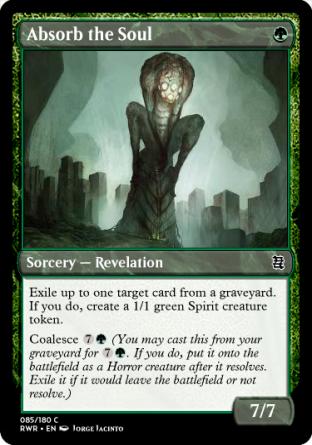 Absorb the Soul
Sorcery — Revelation
Exile up to one target card from a graveyard.
If you do, create a 1/1 green Spirit creature
token.
Coalesce 7 (You may cast this from your
graveyard for 7 . If you do, put it onto the
battlefield as a Horror creature after it resolves.
Exile it if it would leave the battlefield or not
resolve.)
7/7
085/180 C
RWR • EN Jorge Jacinto